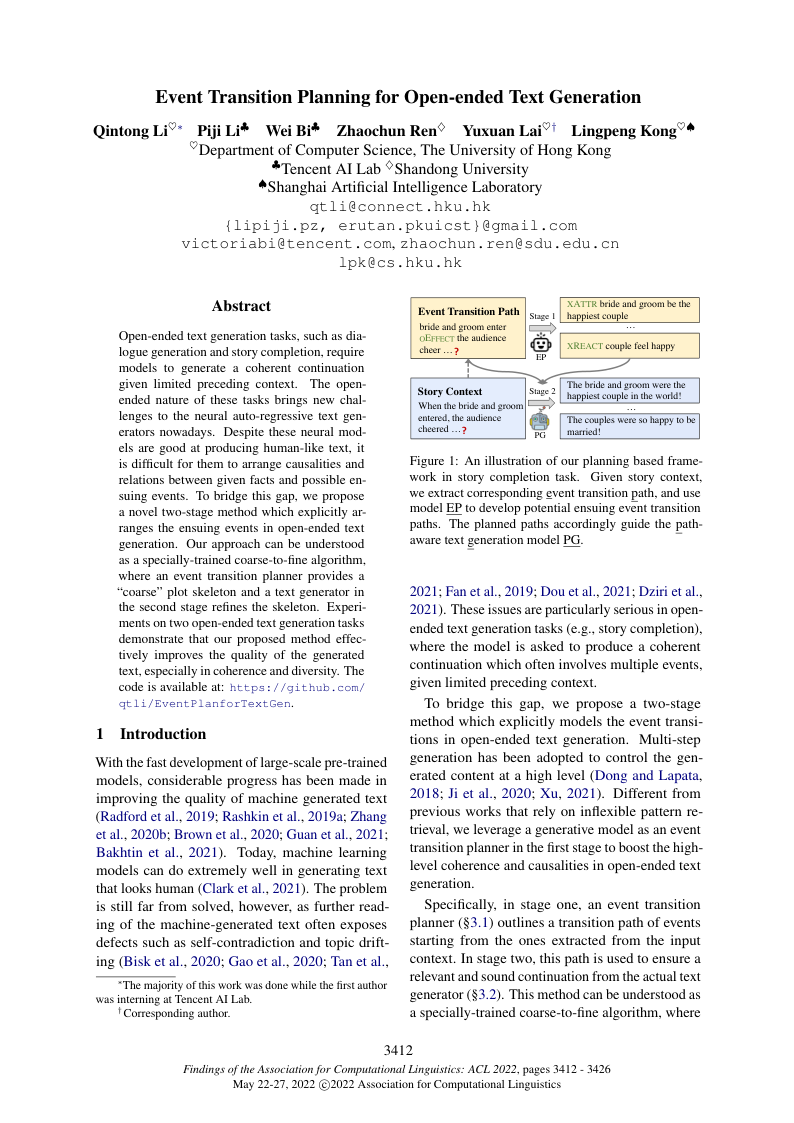 Event Transition Planning for Open-ended Text Generation
Qintong Li♡∗ Piji Li♣ Wei Bi♣ Zhaochun Ren♢ Yuxuan Lai♡† Lingpeng Kong♡♠
♡Department of Computer Science, The University of Hong Kong
♣Tencent AI Lab ♢Shandong University
♠Shanghai Artificial Intelligence Laboratory
qtli@connect.hku.hk
{lipiji.pz, erutan.pkuicst}@gmail.com
victoriabi@tencent.com, zhaochun.ren@sdu.edu.cn
lpk@cs.hku.hk
Abstract
Open-ended text generation tasks, such as dia-
logue generation and story completion, require
models to generate a coherent continuation
given limited preceding context. The open-
ended nature of these tasks brings new chal-
lenges to the neural auto-regressive text gen-
erators nowadays. Despite these neural mod-
els are good at producing human-like text, it
is difficult for them to arrange causalities and
relations between given facts and possible en-
suing events. To bridge this gap, we propose
a novel two-stage method which explicitly ar-
ranges the ensuing events in open-ended text
generation. Our approach can be understood
as a specially-trained coarse-to-fine algorithm,
where an event transition planner provides a
“coarse” plot skeleton and a text generator in
the second stage refines the skeleton. Experi-
ments on two open-ended text generation tasks
demonstrate that our proposed method effec-
tively improves the quality of the generated
text, especially in coherence and diversity. The
code is available at: https://github.com/
qtli/EventPlanforTextGen.
1 Introduction
With the fast development of large-scale pre-trained
models, considerable progress has been made in
improving the quality of machine generated text
(Radford et al., 2019; Rashkin et al., 2019a; Zhang
et al., 2020b; Brown et al., 2020; Guan et al., 2021;
Bakhtin et al., 2021). Today, machine learning
models can do extremely well in generating text
that looks human (Clark et al., 2021). The problem
is still far from solved, however, as further read-
ing of the machine-generated text often exposes
defects such as self-contradiction and topic drift-
ing (Bisk et al., 2020; Gao et al., 2020; Tan et al.,
∗The majority of this work was done while the first author
was interning at Tencent AI Lab.
†Corresponding author.
Event Transition Path
bride and groom enter
OEFFECT the audience
cheer …?
Stage 1
EP
XATTR bride and groom be the
happiest couple
…
XREACT couple feel happy
Story Context
When the bride and groom
entered, the audience
cheered …?
Stage 2
PG
The bride and groom were the
happiest couple in the world!
…
The couples were so happy to be
married!
Figure 1: An illustration of our planning based frame-
work in story completion task. Given story context,
we extract corresponding event transition path, and use
model EP to develop potential ensuing event transition
paths. The planned paths accordingly guide the path-
aware text generation model PG.
2021; Fan et al., 2019; Dou et al., 2021; Dziri et al.,
2021). These issues are particularly serious in open-
ended text generation tasks (e.g., story completion),
where the model is asked to produce a coherent
continuation which often involves multiple events,
given limited preceding context.
To bridge this gap, we propose a two-stage
method which explicitly models the event transi-
tions in open-ended text generation. Multi-step
generation has been adopted to control the gen-
erated content at a high level (Dong and Lapata,
2018; Ji et al., 2020; Xu, 2021). Different from
previous works that rely on inflexible pattern re-
trieval, we leverage a generative model as an event
transition planner in the first stage to boost the high-
level coherence and causalities in open-ended text
generation.
Specifically, in stage one, an event transition
planner (§3.1) outlines a transition path of events
starting from the ones extracted from the input
context. In stage two, this path is used to ensure a
relevant and sound continuation from the actual text
generator (§3.2). This method can be understood as
a specially-trained coarse-to-fine algorithm, where
3412
Findings of the Association for Computational Linguistics: ACL 2022, pages 3412 - 3426
May 22-27, 2022 ©2022 Association for Computational Linguistics